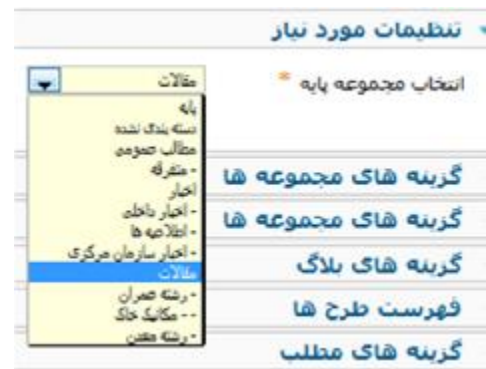 تنظیمات مورد نیاز
انتخاب مجموعه پایه *
مقالات
پایه
دسته بندی نشده
مطالب عمومی
- متفرقه
اخبار
- اخبار داخلی
- اطلاعیه ها
- اخبار سازمان مرکزی
مقالات
- رشته عمران
- - مکانیک خاک
- رشته معدن
گزینه های مجموعه ها
گزینه های مجموعه ها
گزینه های بلاگ
فهرست طرح ها
گزینه های مطلب